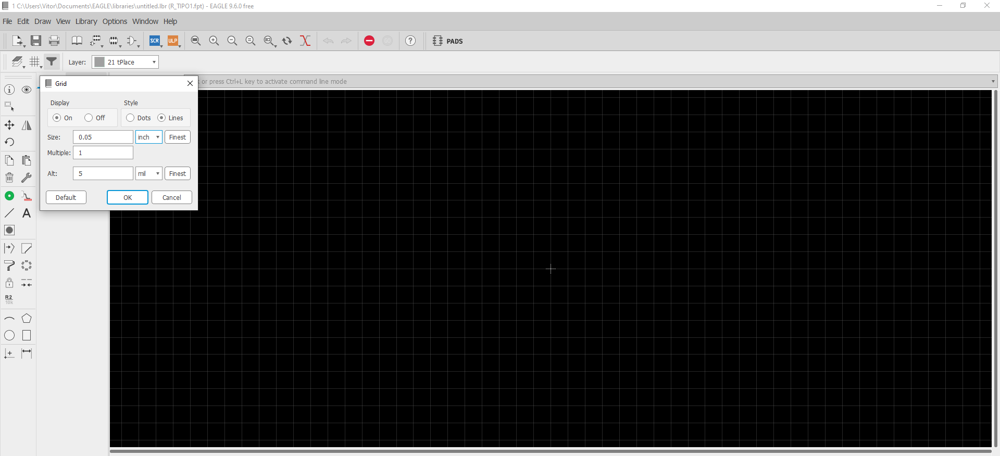 1 C:\Users\Vitor\Documents\EAGLE\libraries\untitled.lbr (R_TIPO1.fpt) - EAGLE 9.6.0 free
File Edit Draw View Library Options Window Help
SCR ULP GO ? PADS
Layer: 21 tPlace
Grid
or press Ctrl+L key to activate command line mode
Display Style
On Off Dots Lines
Size: 0.05 inch Finest
Multiple: 1
Alt: 5 mil Finest
Default OK Cancel
A
R2
10k